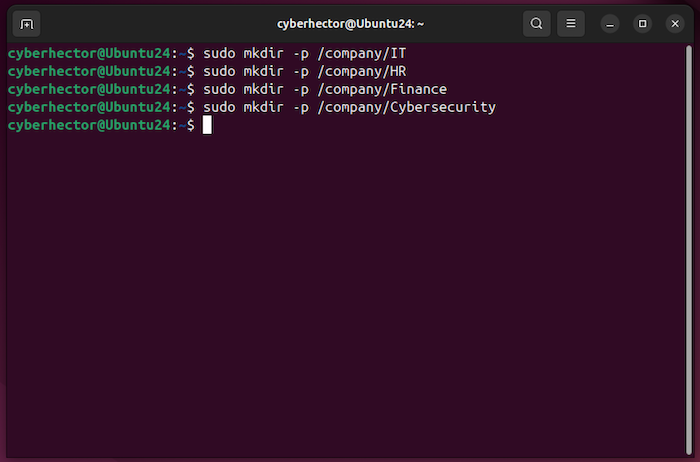 cyberhector@Ubuntu24: ~
cyberhector@Ubuntu24:~$ sudo mkdir -p /company/IT
cyberhector@Ubuntu24:~$ sudo mkdir -p /company/HR
cyberhector@Ubuntu24:~$ sudo mkdir -p /company/Finance
cyberhector@Ubuntu24:~$ sudo mkdir -p /company/Cybersecurity
cyberhector@Ubuntu24:~$